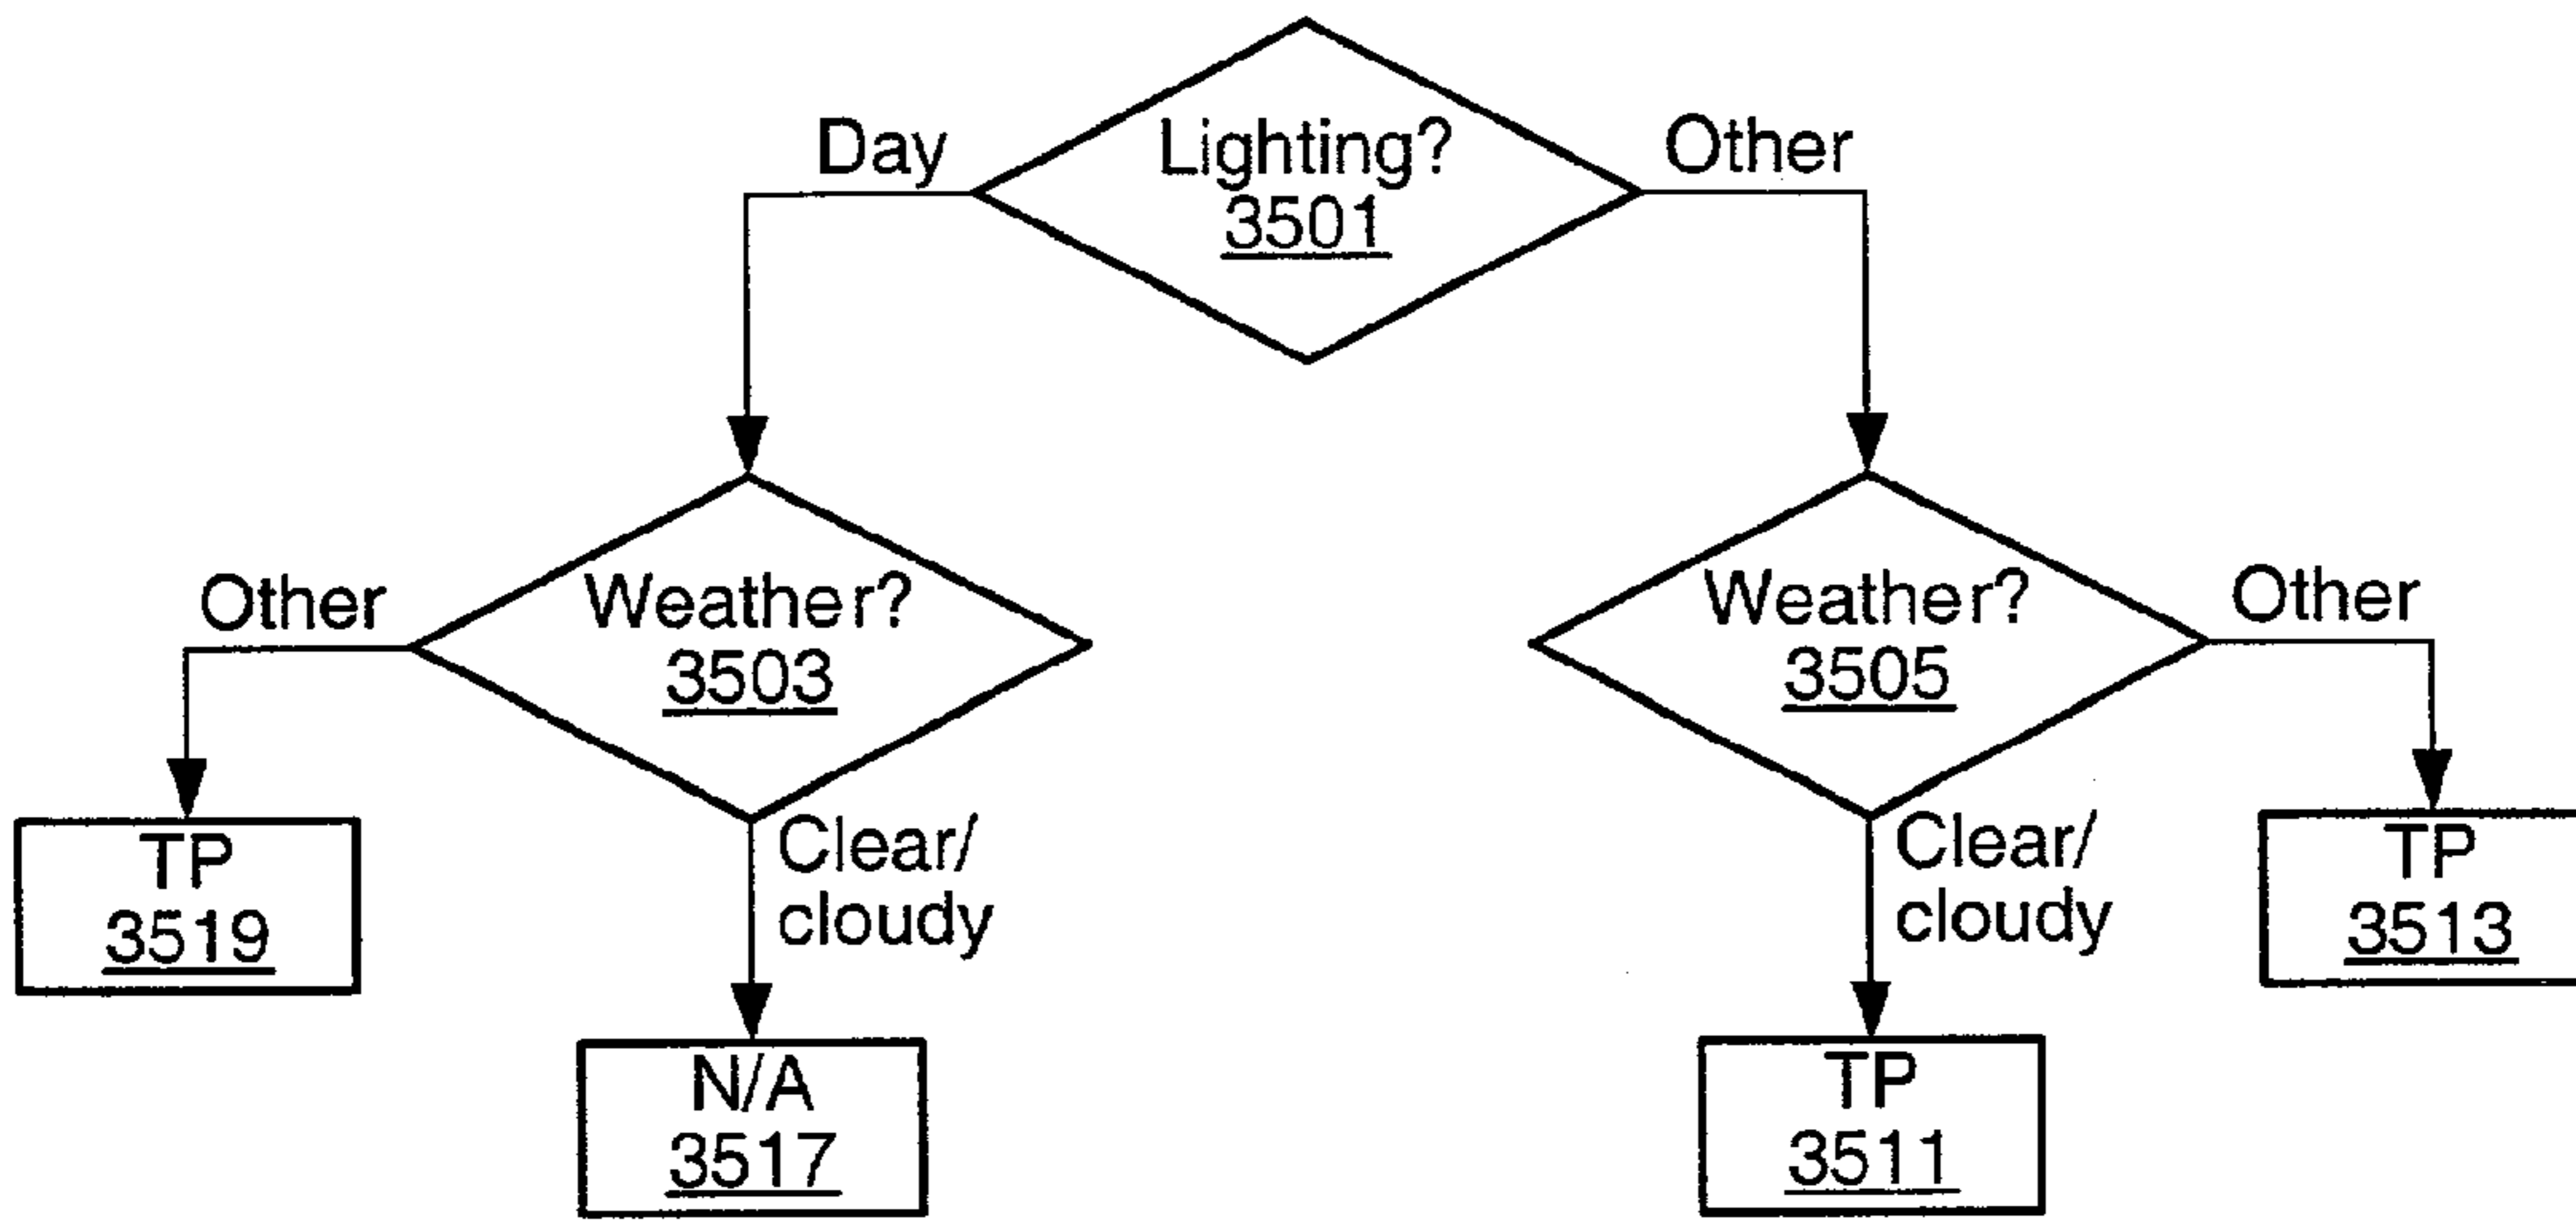 Day
Lighting?
3501
Other
Other
Weather?
3503
Weather?
3505
Other
TP
3519
Clear/
cloudy
Clear/
cloudy
TP
3513
N/A
3517
TP
3511